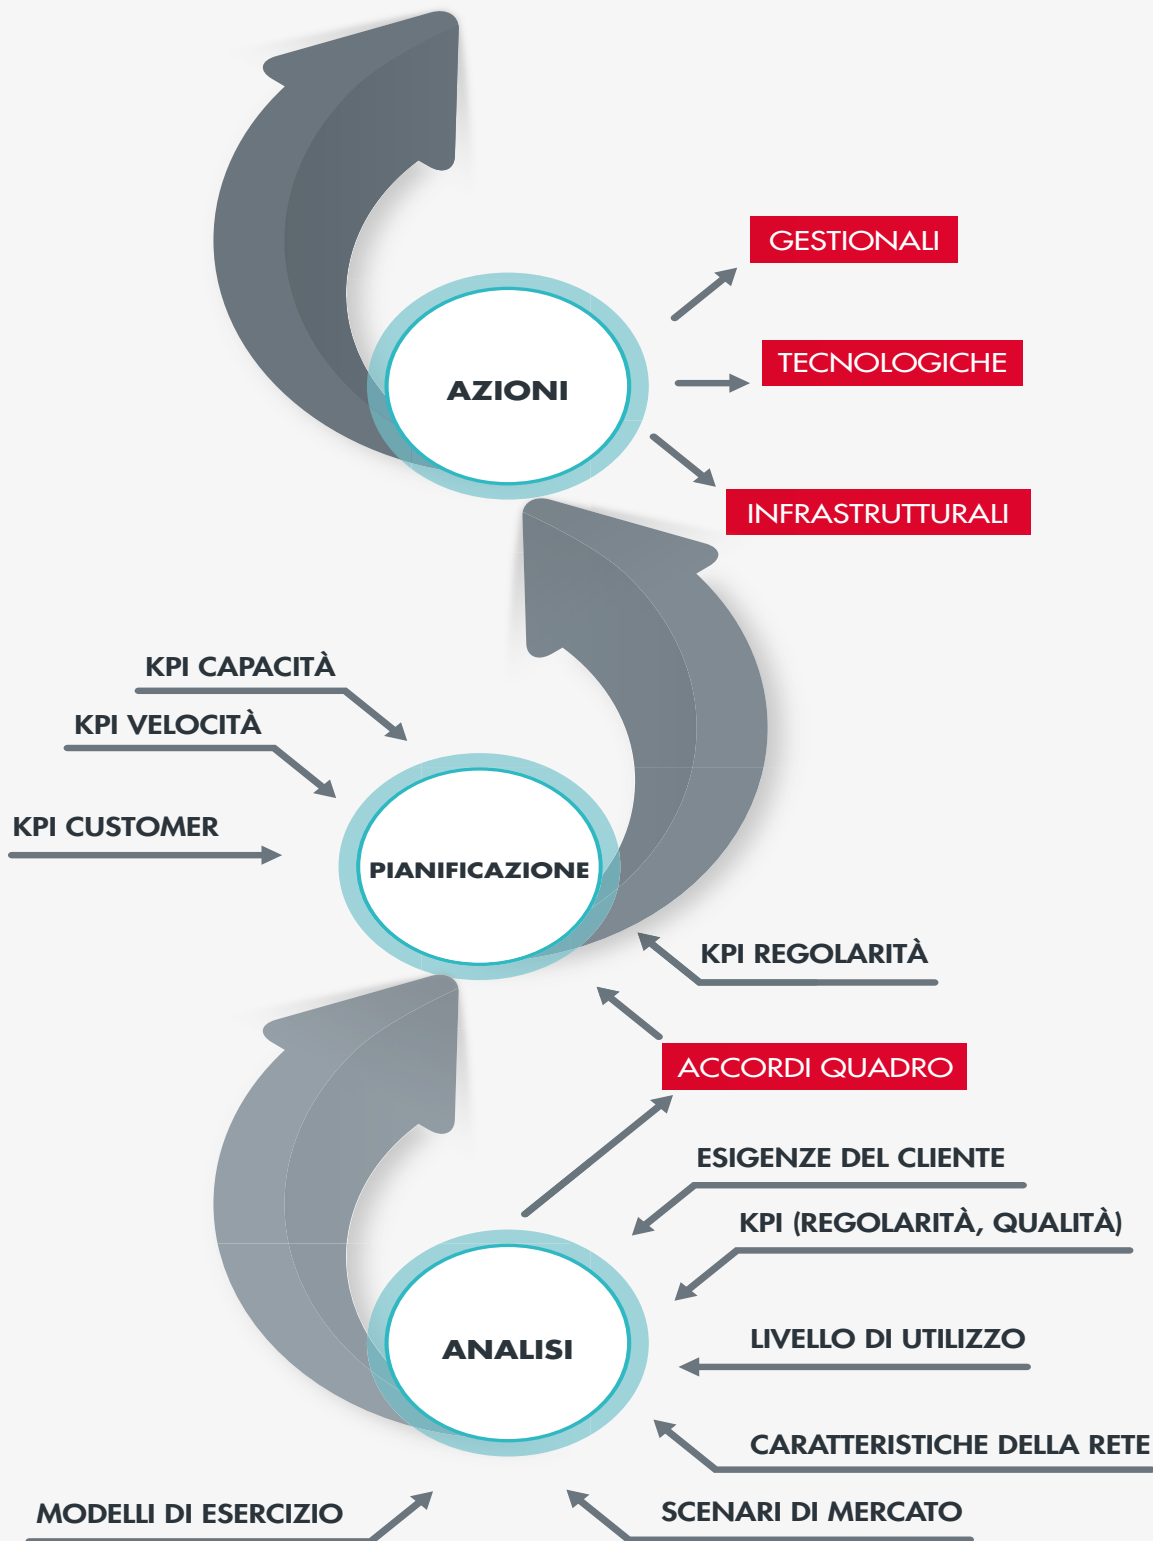 GESTIONALI
TECNOLOGICHE
AZIONI
INFRASTRUTTURALI
KPI CAPACITÀ
KPI VELOCITÀ
KPI CUSTOMER
PIANIFICAZIONE
KPI REGOLARITÀ
ACCORDI QUADRO
ESIGENZE DEL CLIENTE
KPI (REGOLARITÀ, QUALITÀ)
LIVELLO DI UTILIZZO
ANALISI
CARATTERISTICHE DELLA RETE
SCENARI DI MERCATO
MODELLI DI ESERCIZIO